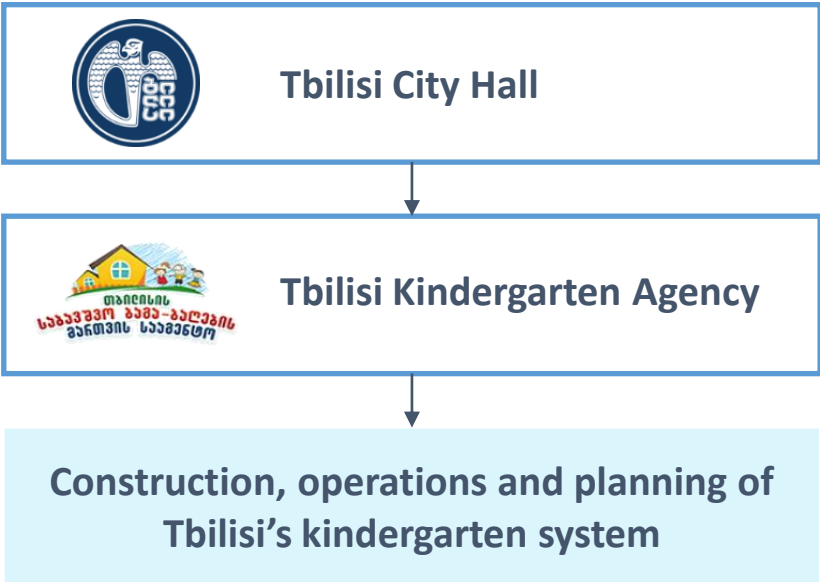 Tbilisi City Hall
თბილისის
საბავშვო ბაგა-ბაღების
მართვის სააგენტო
Tbilisi Kindergarten Agency
Construction, operations and planning of
Tbilisi’s kindergarten system